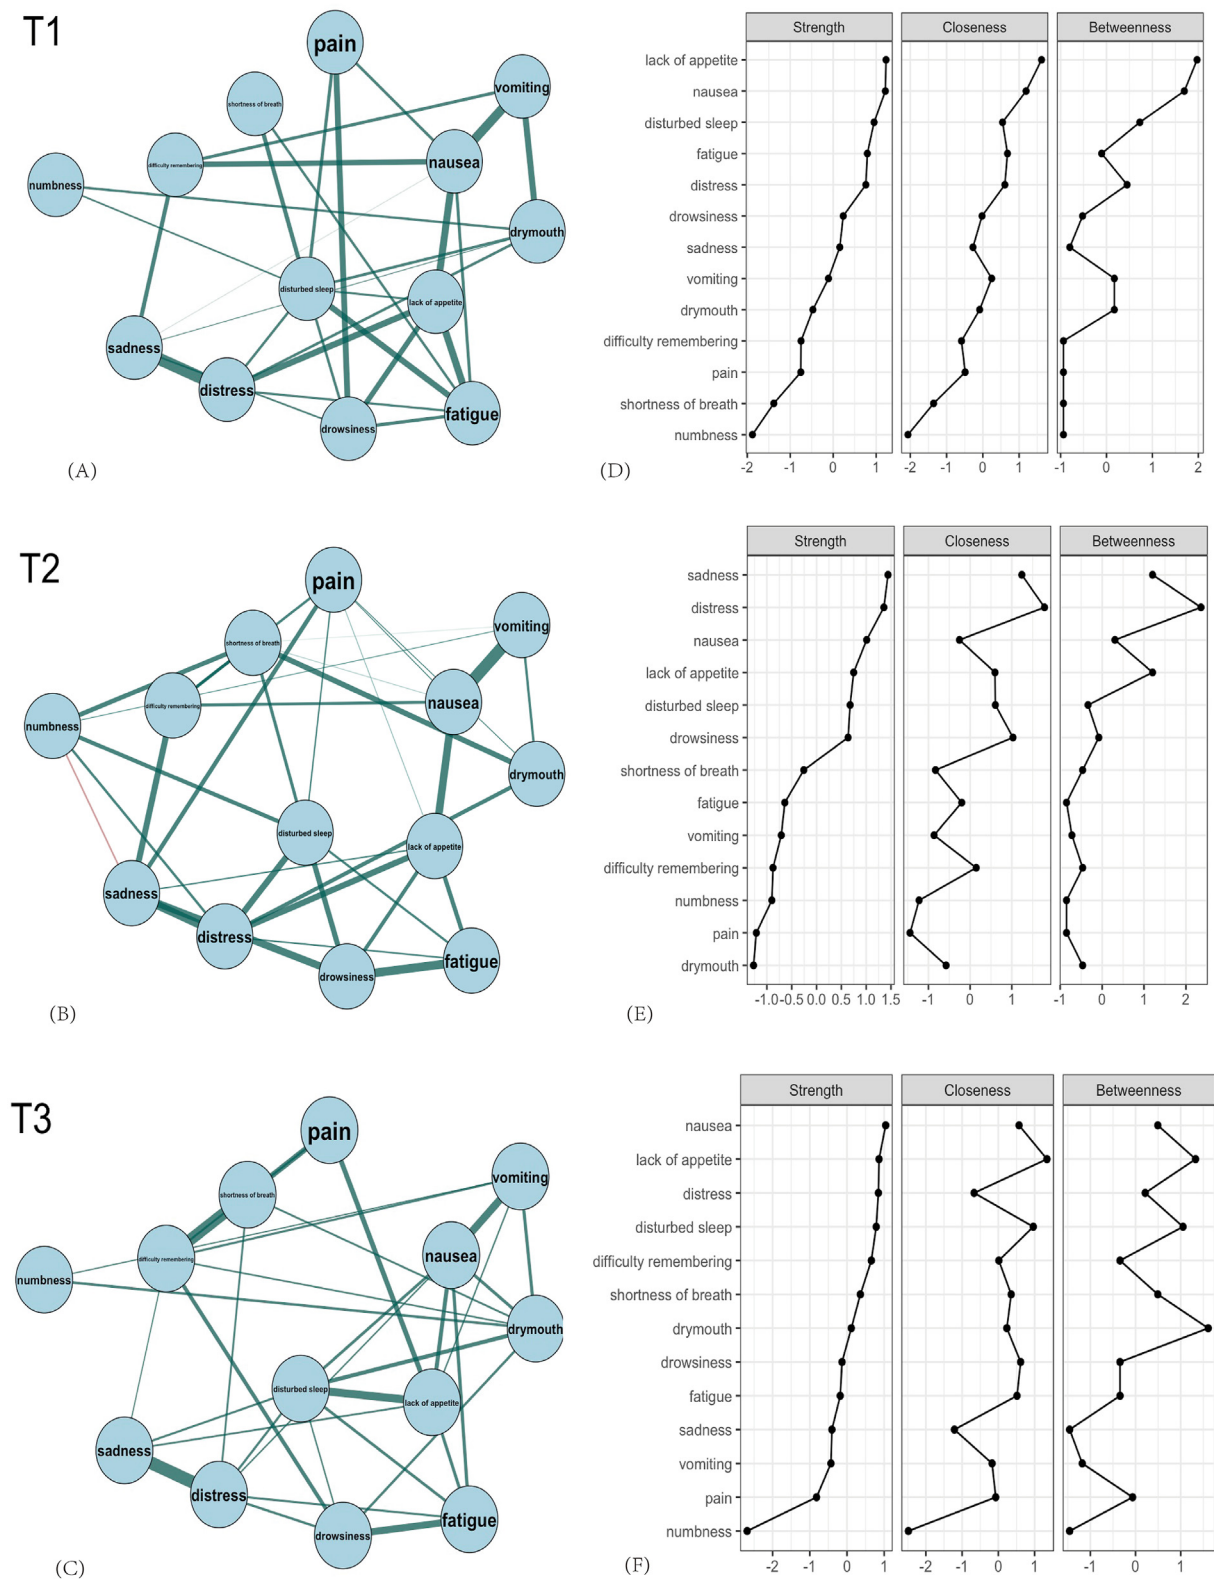 T1
pain
vomiting
shortness of breath
difficulty remembering
nausea
numbness
drymouth
disturbed sleep
lack of appetite
sadness
distress
drowsiness
fatigue
(A)
Strength Closeness Betweenness
lack of appetite
nausea
disturbed sleep
fatigue
distress
drowsiness
sadness
vomiting
drymouth
difficulty remembering
pain
shortness of breath
numbness
-2 -1 0 1 -2 -1 0 1 -1 0 1 2
(D)
T2
pain
vomiting
shortness of breath
difficulty remembering
nausea
numbness
drymouth
disturbed sleep
lack of appetite
sadness
distress
drowsiness
fatigue
(B)
Strength Closeness Betweenness
sadness
distress
nausea
lack of appetite
disturbed sleep
drowsiness
shortness of breath
fatigue
vomiting
difficulty remembering
numbness
pain
drymouth
-1.0 -0.5 0.0 0.5 1.0 1.5 -1 0 1 -1 0 1 2
(E)
T3
pain
vomiting
shortness of breath
difficulty remembering
nausea
numbness
drymouth
disturbed sleep
lack of appetite
sadness
distress
drowsiness
fatigue
(C)
Strength Closeness Betweenness
nausea
lack of appetite
distress
disturbed sleep
difficulty remembering
shortness of breath
drymouth
drowsiness
fatigue
sadness
vomiting
pain
numbness
-2 -1 0 1 -2 -1 0 1 -1 0 1
(F)